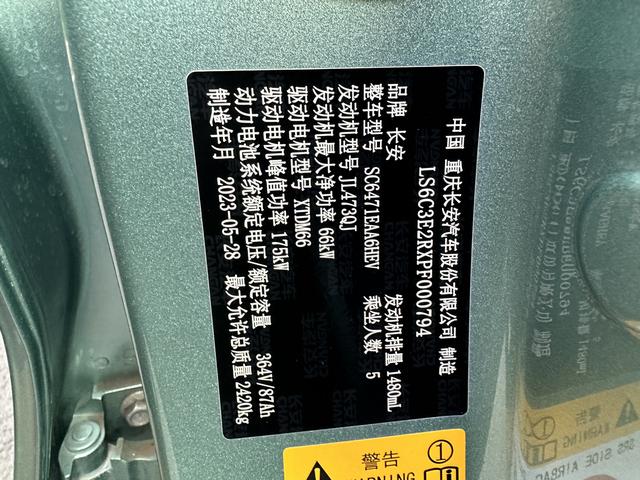 中国 重庆长安汽车股份有限公司 制造
LS6C3E2RXPF000794
品牌 长安
整车型号 SC6471EAA6HEV 乘坐人数 5
发动机型号 JL473QJ 发动机排量 1480mL
发动机最大净功率 66kW
驱动电机型号 XTDM66
驱动电机峰值功率 175kW
动力电池系统额定电压/额定容量 364V/87Ah
制造年月 2023-05-28 最大允许总质量 2420kg
警告
WARNING